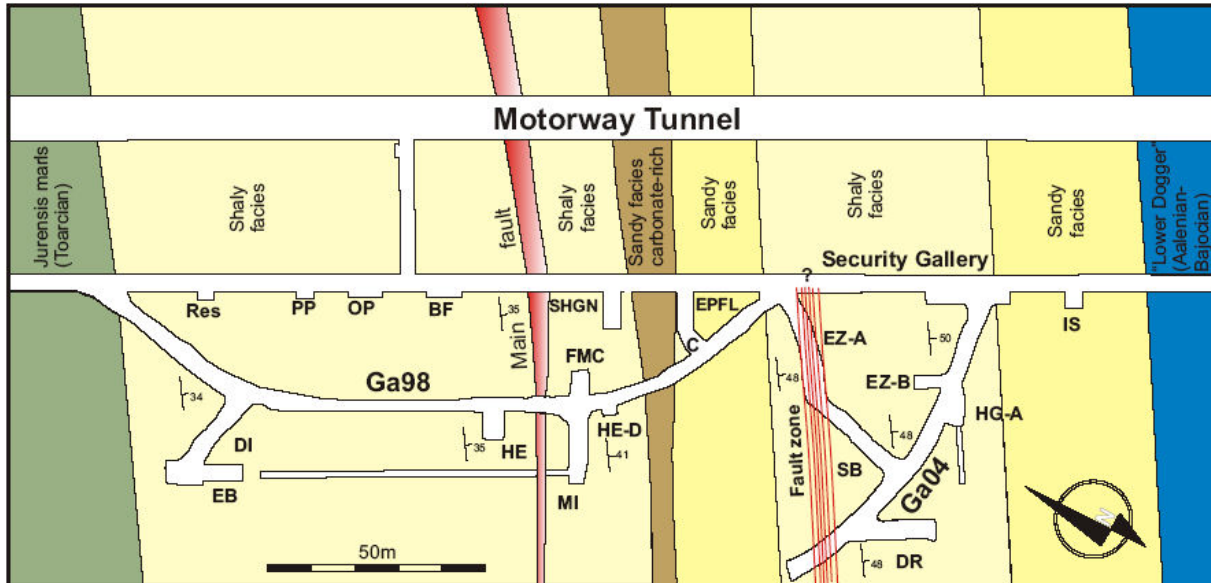 Motorway Tunnel
Jurensis marls
(Toarcian)
Shaly
facies
Main
fault
Shaly
facies
Sandy facies
carbonate-rich
Sandy
facies
Shaly
facies
Sandy
facies
"Lower Dogger"
(Aalenian-
Bajocian)
Security Gallery
?
Res
PP
OP
BF
35
SHGN
EPFL
IS
EZ-A
50
C
FMC
Ga98
48
EZ-B
34
HG-A
DI
35
HE
HE-D
41
48
Fault zone
SB
Ga04
EB
MI
N
50m
48
DR